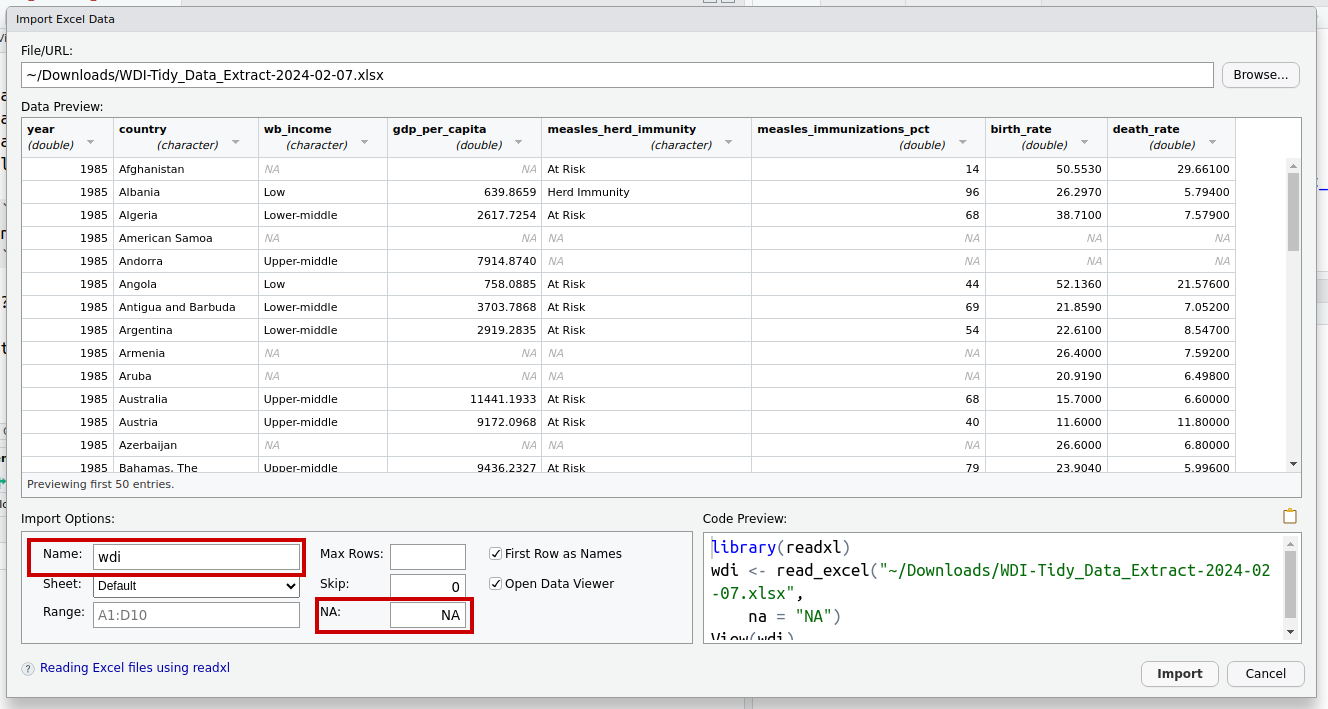 Import Excel Data
File/URL:
~/Downloads/WDI-Tidy_Data_Extract-2024-02-07.xlsx Browse...
Data Preview:
year country wb_income gdp_per_capita measles_herd_immunity measles_immunizations_pct birth_rate death_rate
(double) (character) (character) (double) (character) (double) (double) (double)
1985 Afghanistan NA NA At Risk 14 50.5530 29.66100
1985 Albania Low 639.8659 Herd Immunity 96 26.2970 5.79400
1985 Algeria Lower-middle 2617.7254 At Risk 68 38.7100 7.57900
1985 American Samoa NA NA NA NA NA NA
1985 Andorra Upper-middle 7914.8740 NA NA NA NA
1985 Angola Low 758.0885 At Risk 44 52.1360 21.57600
1985 Antigua and Barbuda Lower-middle 3703.7868 At Risk 69 21.8590 7.05200
1985 Argentina Lower-middle 2919.2835 At Risk 54 22.6100 8.54700
1985 Armenia NA NA NA NA 26.4000 7.59200
1985 Aruba NA NA NA NA 20.9190 6.49800
1985 Australia Upper-middle 11441.1933 At Risk 68 15.7000 6.60000
1985 Austria Upper-middle 9172.0968 At Risk 40 11.6000 11.80000
1985 Azerbaijan NA NA NA NA 26.6000 6.80000
1985 Bahamas, The Upper-middle 9436.2327 At Risk 79 23.9040 5.99600
Previewing first 50 entries.
Import Options:
Name: wdi
Sheet: Default
Range: A1:D10
Max Rows:
Skip: 0
NA: NA
First Row as Names
Open Data Viewer
Code Preview:
library(readxl)
wdi <- read_excel("~/Downloads/WDI-Tidy_Data_Extract-2024-02
-07.xlsx",
na = "NA")
View(wdi)
? Reading Excel files using readxl
Import Cancel